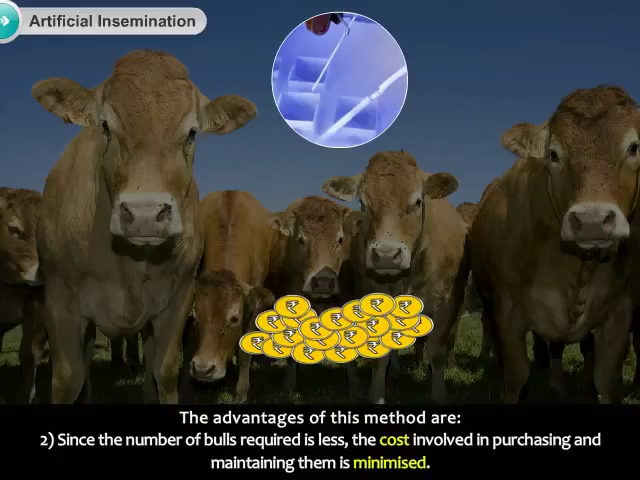 Artificial Insemination
The advantages of this method are:
2) Since the number of bulls required is less, the cost involved in purchasing and
maintaining them is minimised.